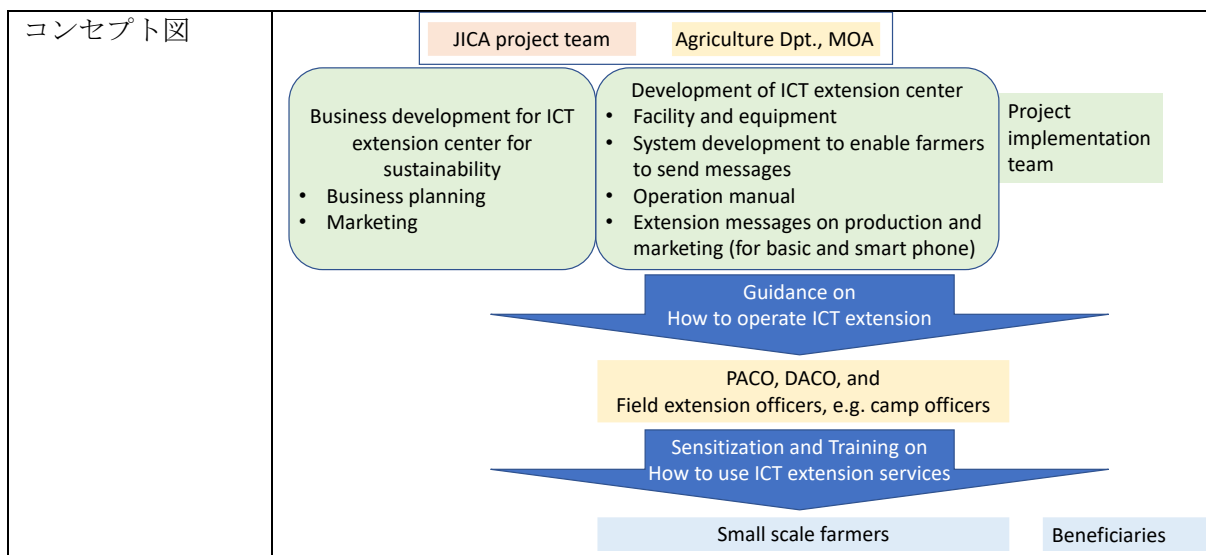 コンセプト図
JICA project team
Agriculture Dpt., MOA
Business development for ICT
extension center for
sustainability
• Business planning
• Marketing
Development of ICT extension center
• Facility and equipment
• System development to enable farmers
to send messages
• Operation manual
• Extension messages on production and
marketing (for basic and smart phone)
Project
implementation
team
Guidance on
How to operate ICT extension
PACO, DACO, and
Field extension officers, e.g. camp officers
Sensitization and Training on
How to use ICT extension services
Small scale farmers
Beneficiaries